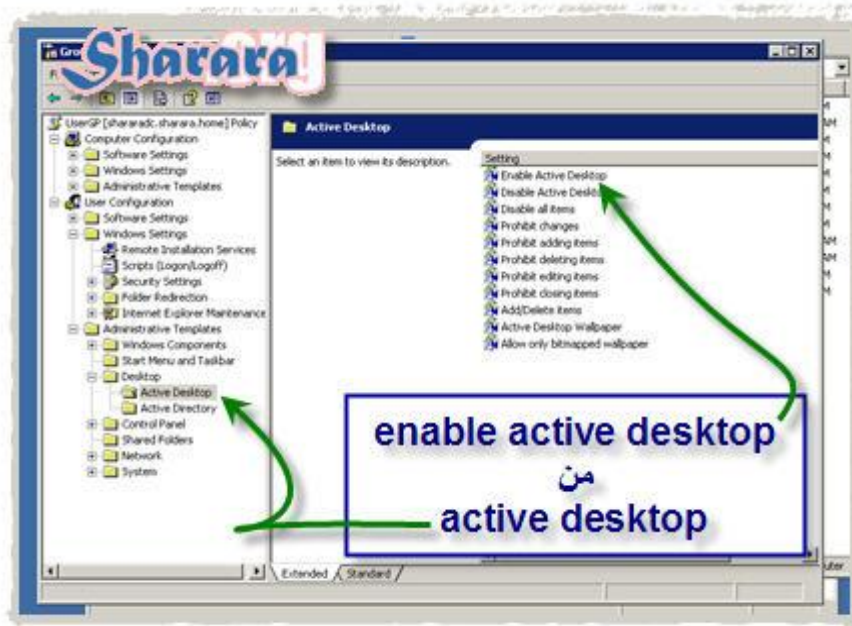 Sharara.org
UserGP [sharardc.sharara.home] Policy
Computer Configuration
Software Settings
Windows Settings
Administrative Templates
User Configuration
Software Settings
Windows Settings
Remote Installation Services
Scripts (Logon/Logoff)
Security Settings
Folder Redirection
Internet Explorer Maintenance
Administrative Templates
Windows Components
Start Menu and Taskbar
Desktop
Active Desktop
Active Directory
Control Panel
Shared Folders
Network
System
Active Desktop
Select an item to view its description.
Setting
Enable Active Desktop
Disable Active Desktop
Disable all items
Prohibit changes
Prohibit adding items
Prohibit deleting items
Prohibit editing items
Prohibit closing items
Add/Delete items
Active Desktop Wallpaper
Allow only bitmapped wallpaper
enable active desktop
من
active desktop
Extended
Standard